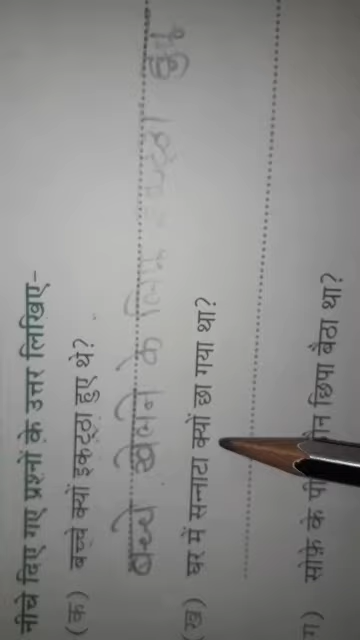 नीचे दिए गए प्रश्नों के उत्तर लिखिए-
(क) बच्चे क्यों इकट्ठा हुए थे?
बच्चे खेलने के लिए इकट्ठा हुए
(ख) घर में सन्नाटा क्यों छा गया था?
ग) सोफ़े के छिपा बैठा था?